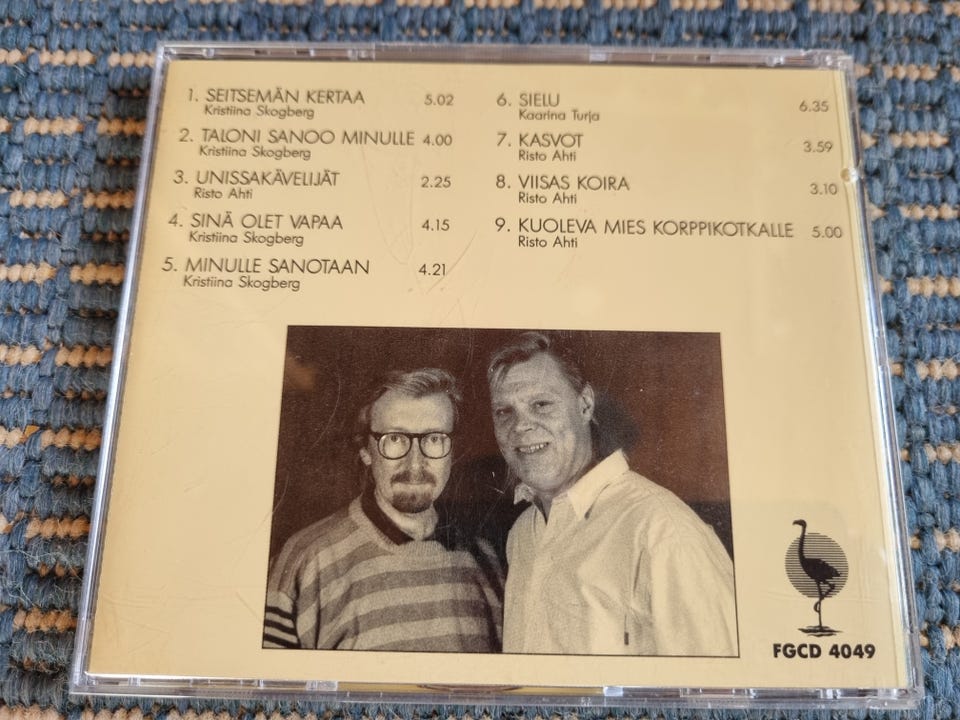 1. SEITSEMÄN KERTAA 5.02
Kristiina Skogberg
2. TALONI SANOO MINULLE 4.00
Kristiina Skogberg
3. UNISSAKÄVELIJÄT 2.25
Risto Ahti
4. SINÄ OLET VAPAA 4.15
Kristiina Skogberg
5. MINULLE SANOTAAN 4.21
Kristiina Skogberg
6. SIELU 6.35
Kaarina Turja
7. KASVOT 3.59
Risto Ahti
8. VIISAS KOIRA 3.10
Risto Ahti
9. KUOLEVA MIES KORPPIKOTKALLE 5.00
Risto Ahti
FGCD 4049